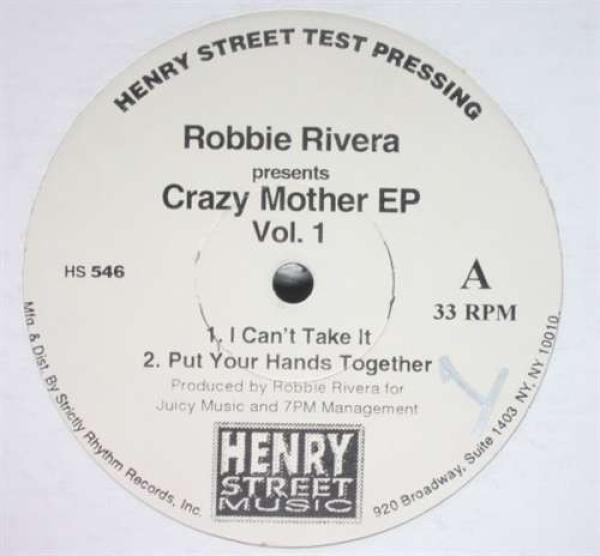 HENRY STREET TEST PRESSING
Robbie Rivera
presents
Crazy Mother EP
Vol. 1
HS 546
A
33 RPM
1. I Can't Take It
2. Put Your Hands Together
Produced by Robbie Rivera for
Juicy Music and 7PM Management
HENRY
STREET
MUSIC
Mfg. & Dist. By Strictly Rhythm Records, Inc.
920 Broadway, Suite 1403 NY, NY, 10010